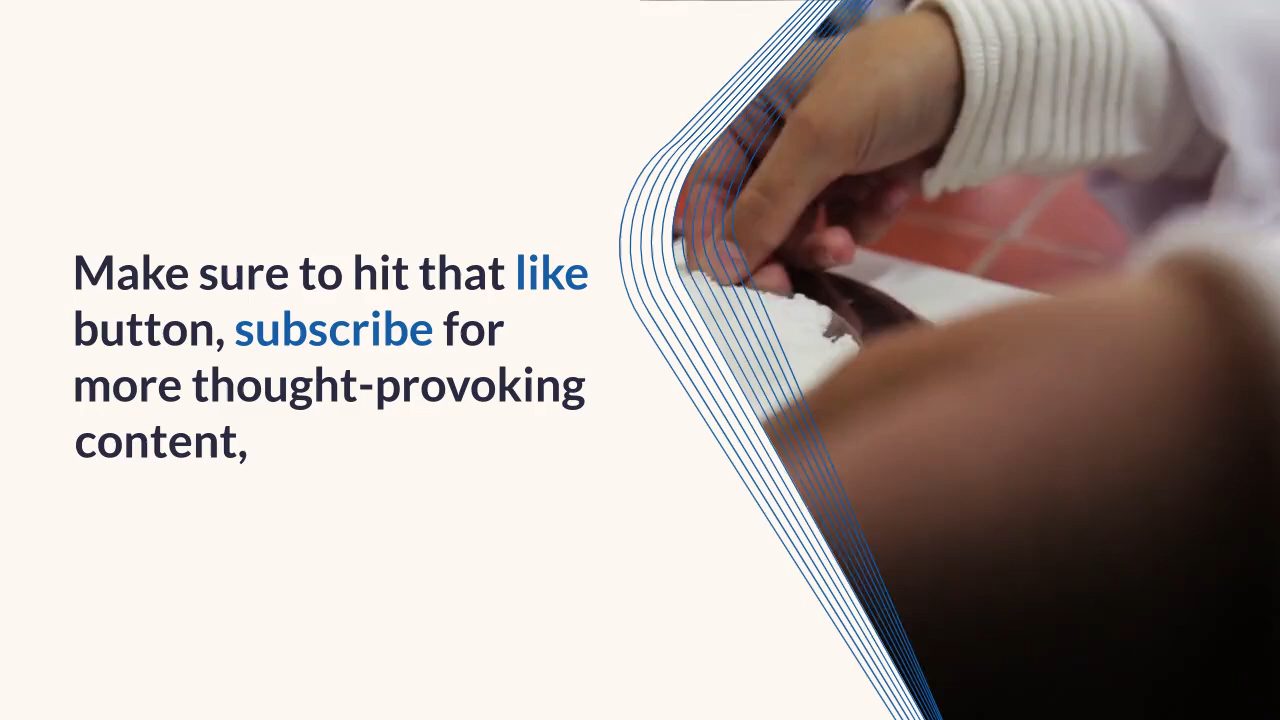 Make sure to hit that like
button, subscribe for
more thought-provoking
content,